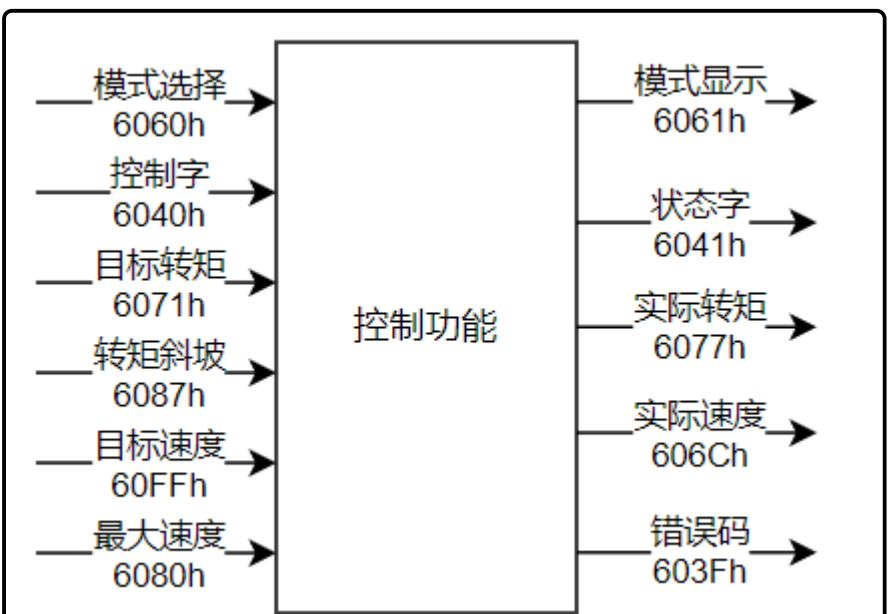 模式选择
6060h
控制字
6040h
目标转矩
6071h
转矩斜坡
6087h
目标速度
60FFh
最大速度
6080h
控制功能
模式显示
6061h
状态字
6041h
实际转矩
6077h
实际速度
606Ch
错误码
603Fh